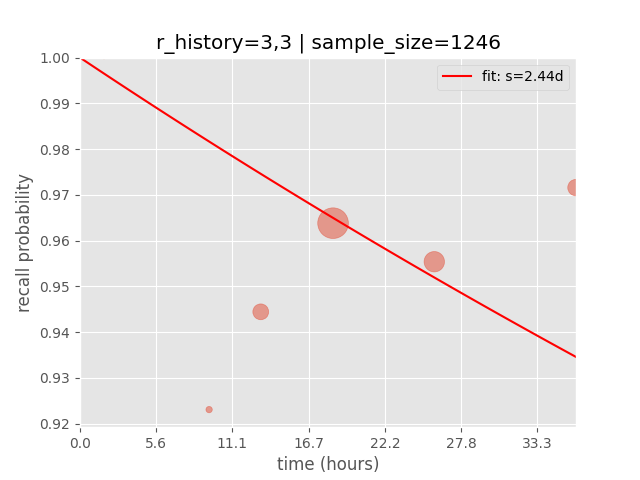 r_history=3,3 | sample_size=1246
fit: s=2.44d
1.00
0.99
0.98
0.97
0.96
0.95
0.94
0.93
0.92
recall probability
0.0 5.6 11.1 16.7 22.2 27.8 33.3
time (hours)